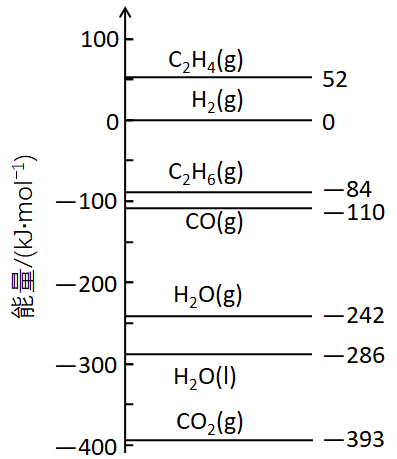 能量/(kJ·mol⁻¹)
100
C₂H₄(g)
52
H₂(g)
0
0
C₂H₆(g)
—84
—100
CO(g)
—110
—200
H₂O(g)
—242
—286
—300
H₂O(l)
CO₂(g)
—393
—400